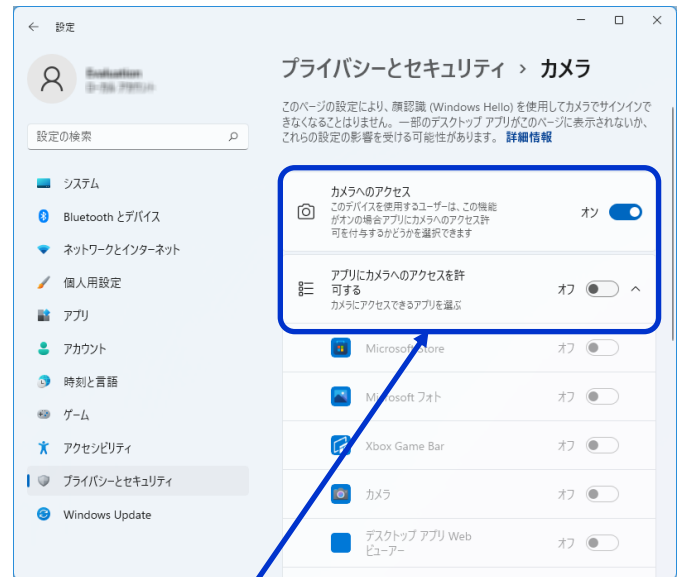 設定
設定の検索
システム
Bluetooth とデバイス
ネットワークとインターネット
個人用設定
アプリ
アカウント
時刻と言語
ゲーム
アクセシビリティ
プライバシーとセキュリティ
Windows Update
プライバシーとセキュリティ › カメラ
このページの設定により、顔認識 (Windows Hello) を使用してカメラでサインインで
きなくなることはりません。一部のデスクトップ アプリがこのページに表示されないか、
これらの設定の影響を受ける可能性があります。 詳細情報
カメラへのアクセス
このデバイスを使用するユーザーは、この機能
がオンの場合アプリにカメラへのアクセス許
可を付与するかどうかを選択できます
オン
アプリにカメラへのアクセスを許
可する
カメラにアクセスできるアプリを選ぶ
オフ
Microsoft Store
オフ
Microsoft フォト
オフ
Xbox Game Bar
オフ
カメラ
オフ
デスクトップ アプリ Web
ビューアー
オフ